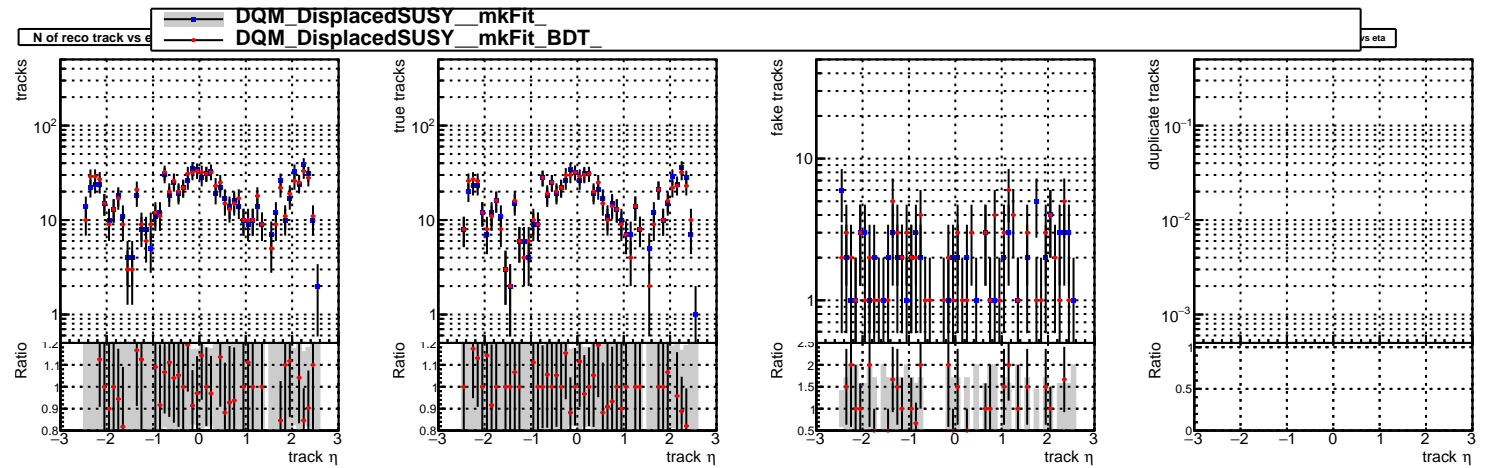 DQM_DisplacedSUSY__mkFit_
DQM_DisplacedSUSY__mkFit_BDT_
N of reco track vs e
vs eta
tracks
10²
10
1
Ratio
1.2
1.1
1
0.9
0.8
−3 −2 −1 0 1 2 3
track η
true tracks
10²
10
1
Ratio
1.2
1.1
1
0.9
0.8
−3 −2 −1 0 1 2 3
track η
fake tracks
10
1
Ratio
2.5
2
1.5
1
0.5
−3 −2 −1 0 1 2 3
track η
duplicate tracks
10⁻¹
10⁻²
10⁻³
Ratio
1
0.5
0
−3 −2 −1 0 1 2 3
track η